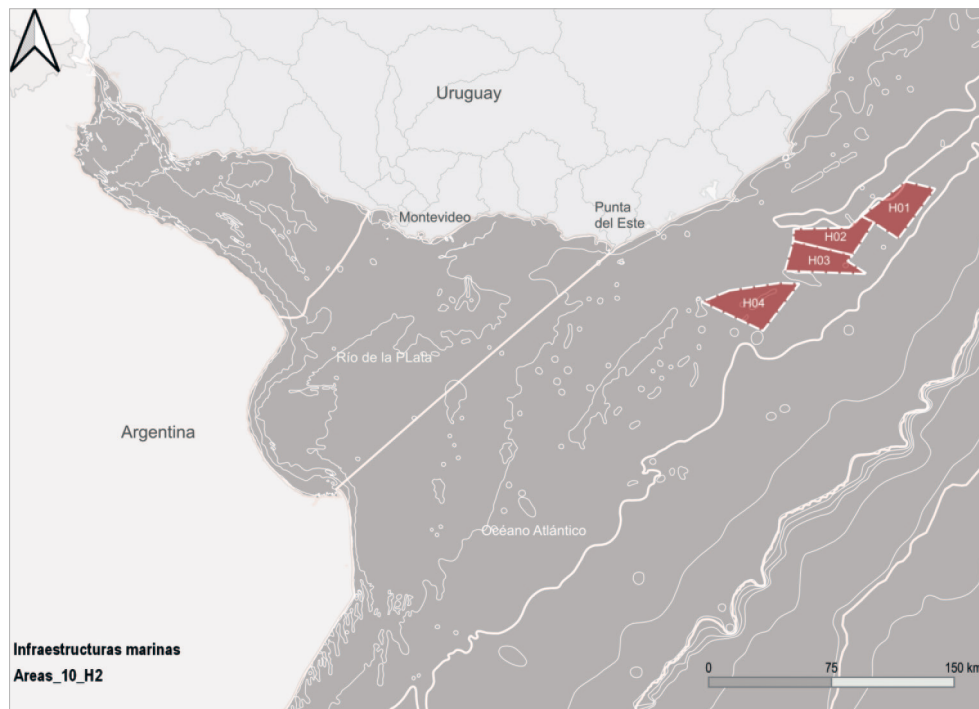 Uruguay
Montevideo
Punta
del Este
H01
H02
H03
H04
Río de la PLata
Argentina
Océano Atlántico
Infraestructuras marinas
Areas_10_H2
0 75 150 km